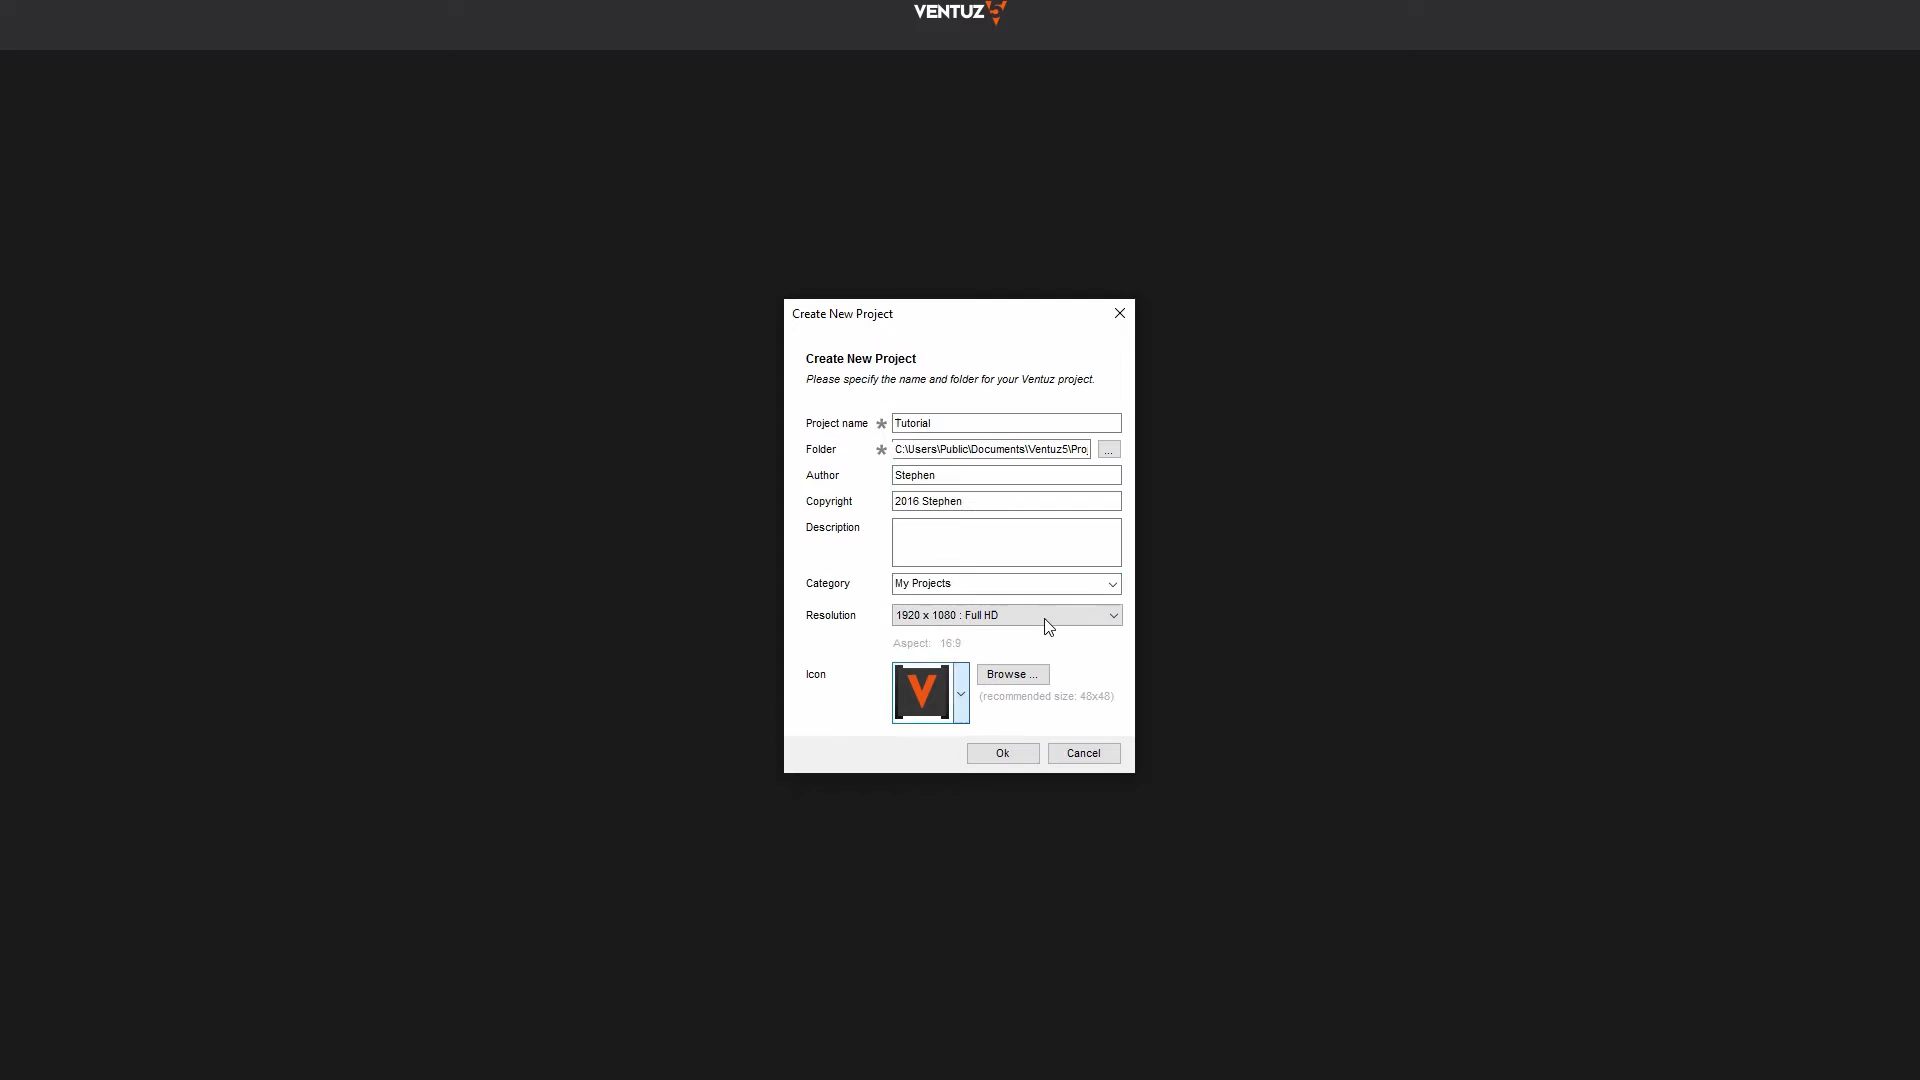 VENTUZ 5
Create New Project
Create New Project
Please specify the name and folder for your Ventuz project.
Project name * Tutorial
Folder * C:\Users\Public\Documents\Ventuz5\Proj ...
Author Stephen
Copyright 2016 Stephen
Description
Category My Projects
Resolution 1920 x 1080 : Full HD
Aspect: 16:9
Icon V Browse ...
(recommended size: 48x48)
Ok Cancel